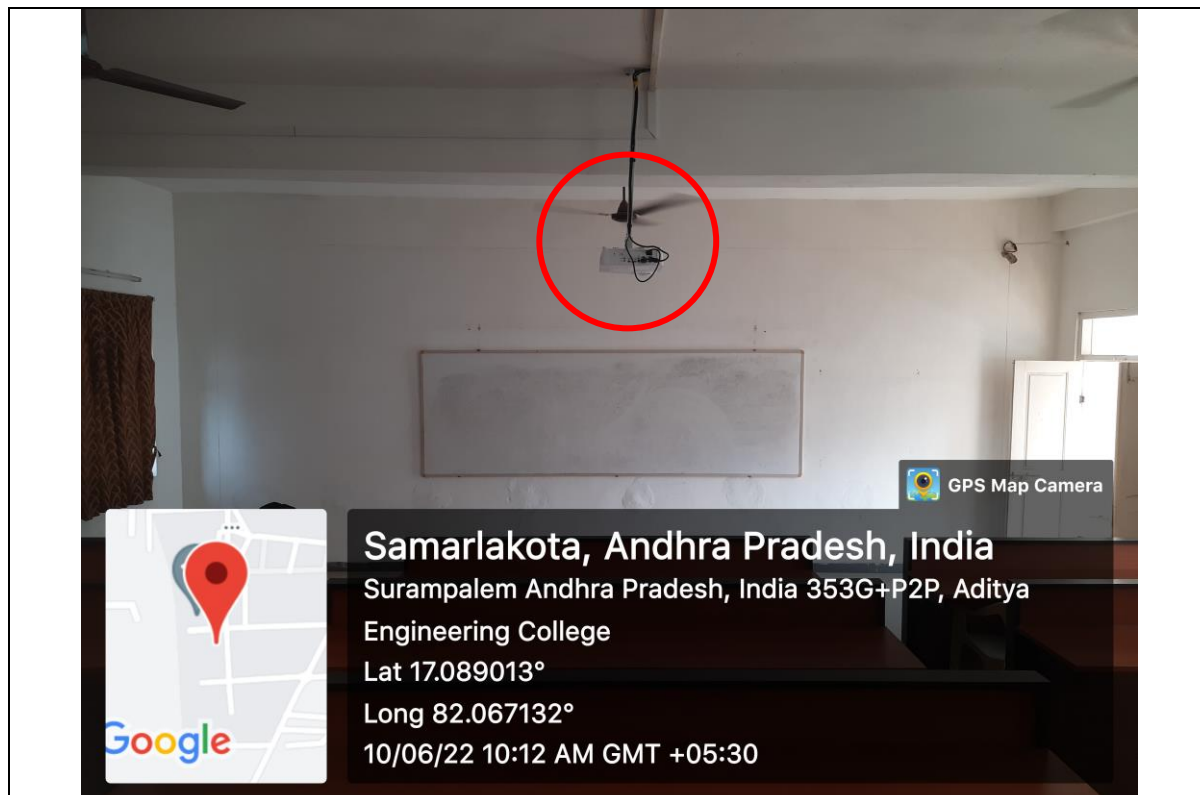 GPS Map Camera
Samarlakota, Andhra Pradesh, India
Surampalem Andhra Pradesh, India 353G+P2P, Aditya
Engineering College
Lat 17.089013°
Long 82.067132°
10/06/22 10:12 AM GMT +05:30
Google